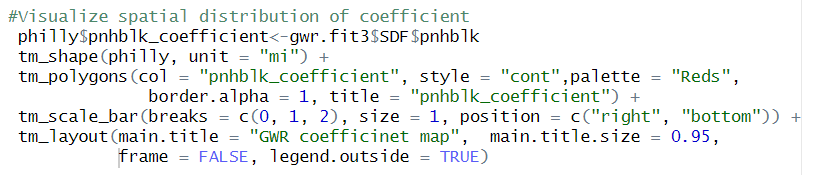 #Visualize spatial distribution of coefficient
philly$pnhblk_coefficient<-gwr.fit3$SDF$pnhblk
tm_shape(philly, unit = "mi") +
tm_polygons(col = "pnhblk_coefficient", style = "cont",palette = "Reds",
border.alpha = 1, title = "pnhblk_coefficient") +
tm_scale_bar(breaks = c(0, 1, 2), size = 1, position = c("right", "bottom")) +
tm_layout(main.title = "GWR coefficinet map",  main.title.size = 0.95,
frame = FALSE, legend.outside = TRUE)